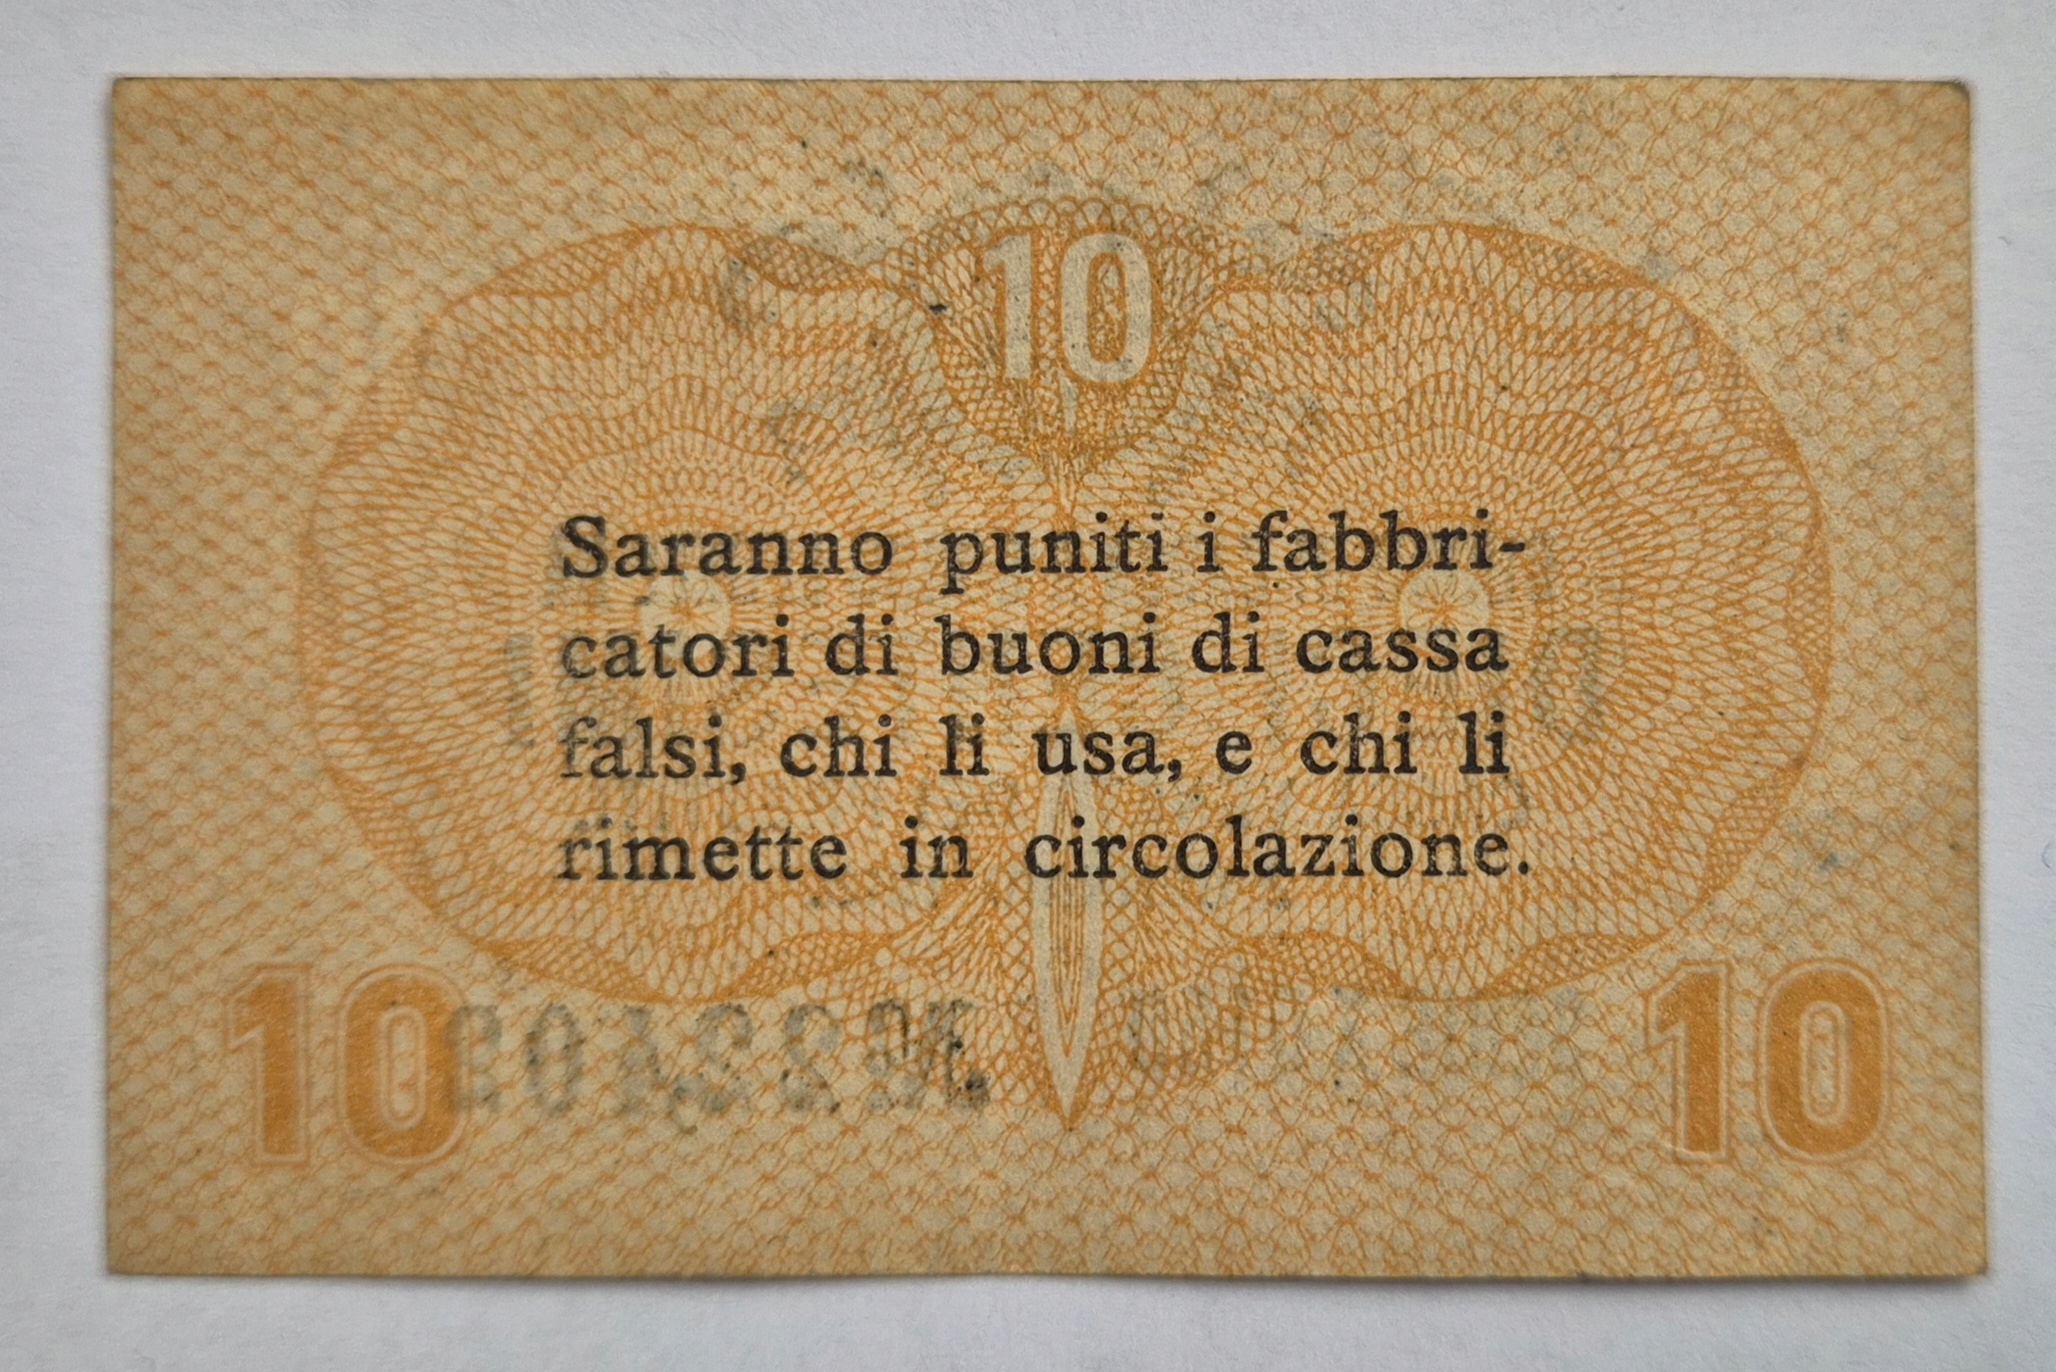 10
Saranno puniti i fabbri-
catori di buoni di cassa
falsi, chi li usa, e chi li
rimette in circolazione.
10 10